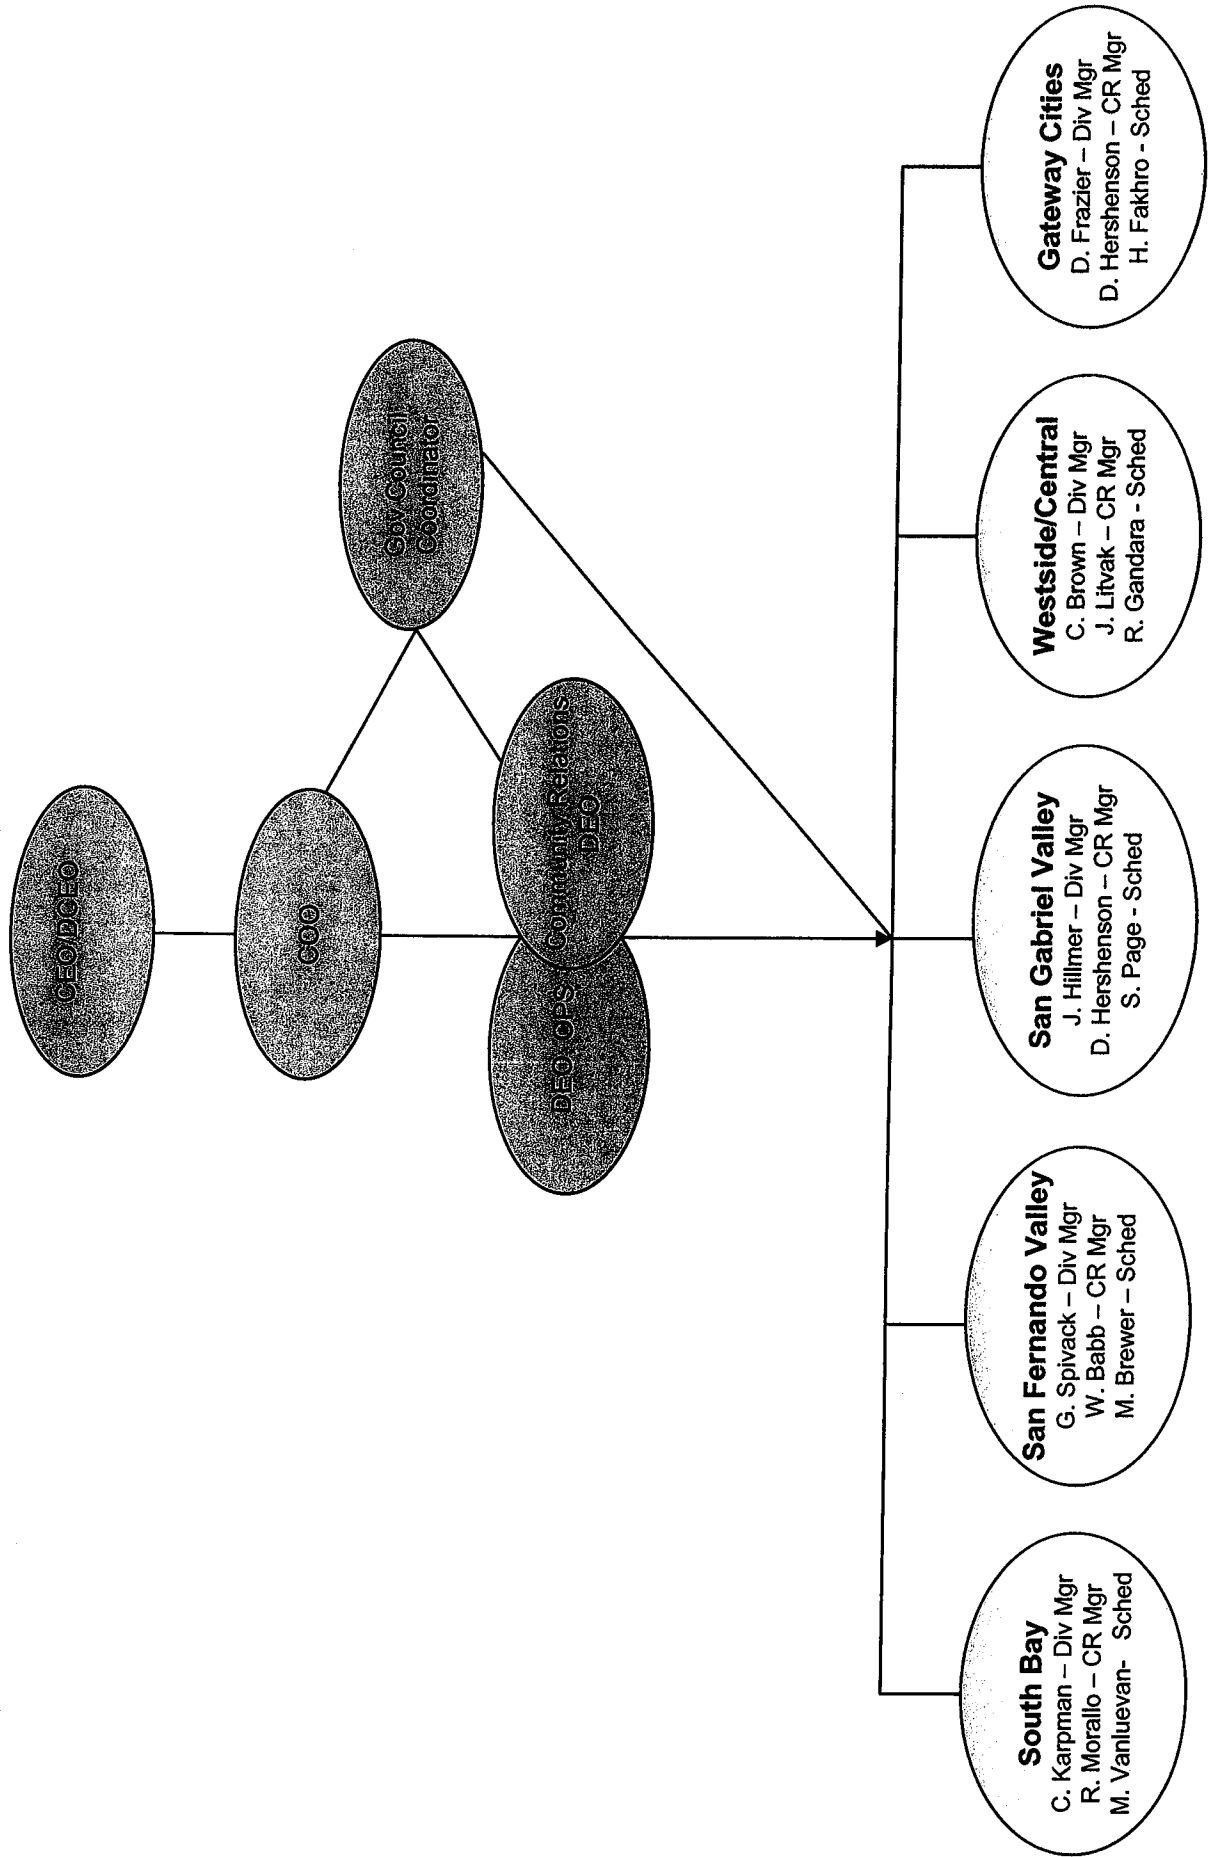 CEO/DCEO
COO
Gov Council
Coordinator
DEO, OPS
Community Relations
DEO
South Bay
C. Karpman – Div Mgr
R. Morallo – CR Mgr
M. Vanluevan- Sched
San Fernando Valley
G. Spivack – Div Mgr
W. Babb – CR Mgr
M. Brewer – Sched
San Gabriel Valley
J. Hillmer – Div Mgr
D. Hershenson – CR Mgr
S. Page - Sched
Westside/Central
C. Brown – Div Mgr
J. Litvak – CR Mgr
R. Gandara - Sched
Gateway Cities
D. Frazier – Div Mgr
D. Hershenson – CR Mgr
H. Fakhro - Sched